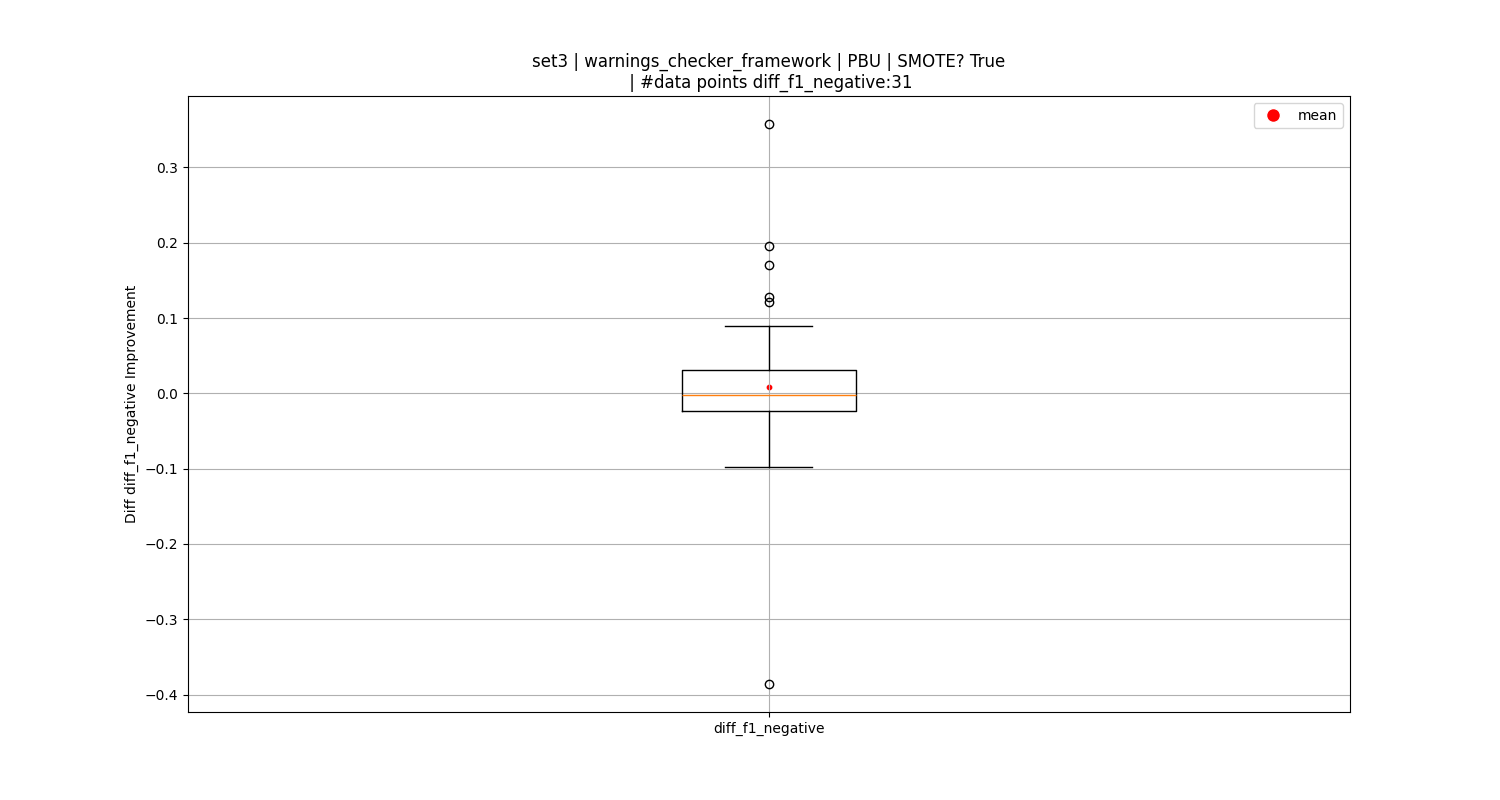 set3 | warnings_checker_framework | PBU | SMOTE? True
| #data points diff_f1_negative:31
mean
0.3
0.2
0.1
0.0
−0.1
−0.2
−0.3
−0.4
Diff diff_f1_negative Improvement
diff_f1_negative